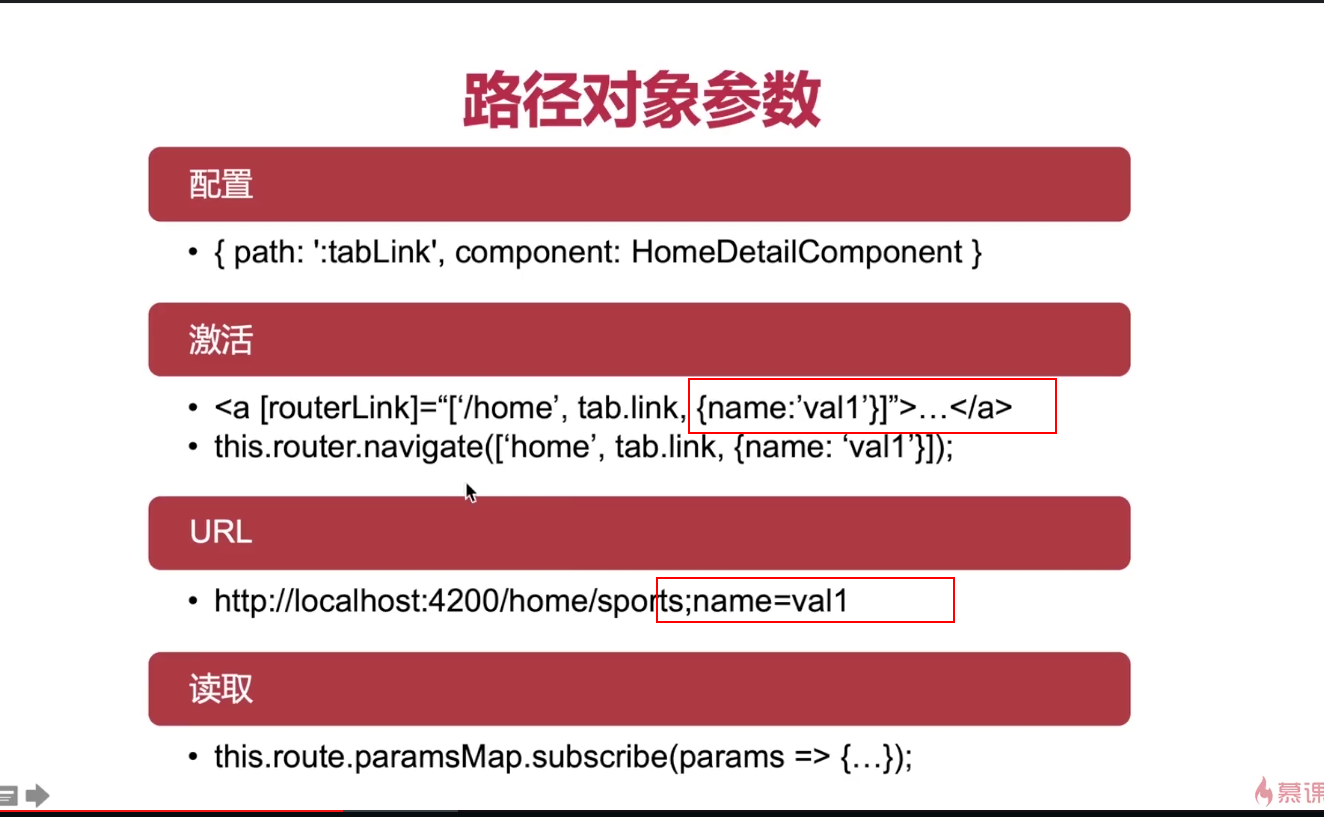 路径对象参数
配置
• { path: ':tabLink', component: HomeDetailComponent }
激活
• <a [routerLink]=“[‘/home’, tab.link, {name:’val1’}]”>…</a>
• this.router.navigate([‘home’, tab.link, {name: ‘val1’}]);
URL
• http://localhost:4200/home/sports;name=val1
读取
• this.route.paramsMap.subscribe(params => {…});
慕课